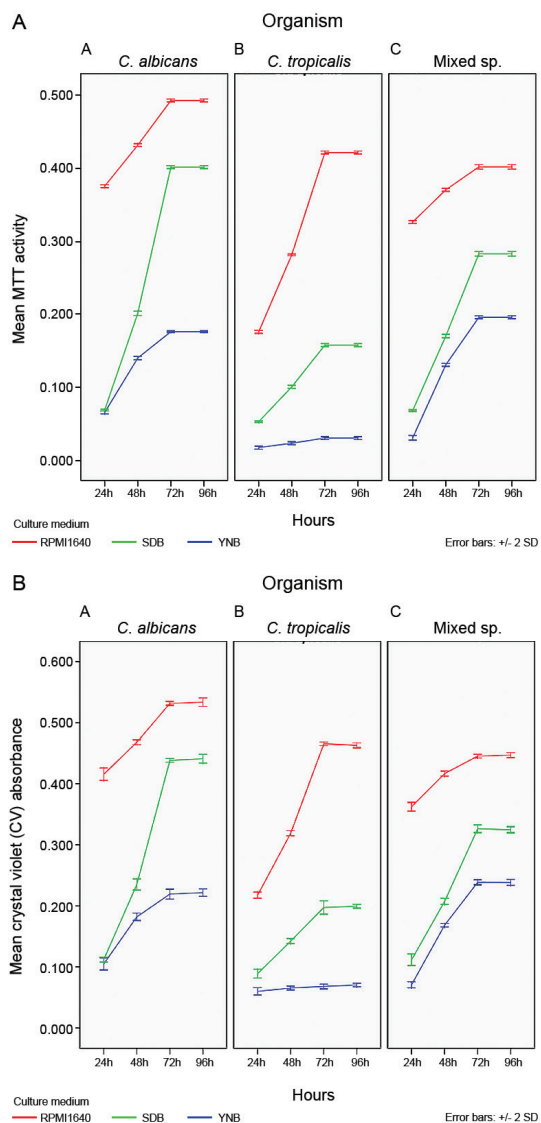 A
Organism
A B C
C. albicans C. tropicalis Mixed sp.
Mean MTT activity
0.500
0.400
0.300
0.200
0.100
0.000
24h 48h 72h 96h 24h 48h 72h 96h 24h 48h 72h 96h
Hours
Culture medium
RPMI1640 SDB YNB Error bars: +/- 2 SD
B
Organism
A B C
C. albicans C. tropicalis Mixed sp.
Mean crystal violet (CV) absorbance
0.600
0.500
0.400
0.300
0.200
0.100
0.000
24h 48h 72h 96h 24h 48h 72h 96h 24h 48h 72h 96h
Hours
Culture medium
RPMI1640 SDB YNB Error bars: +/- 2 SD